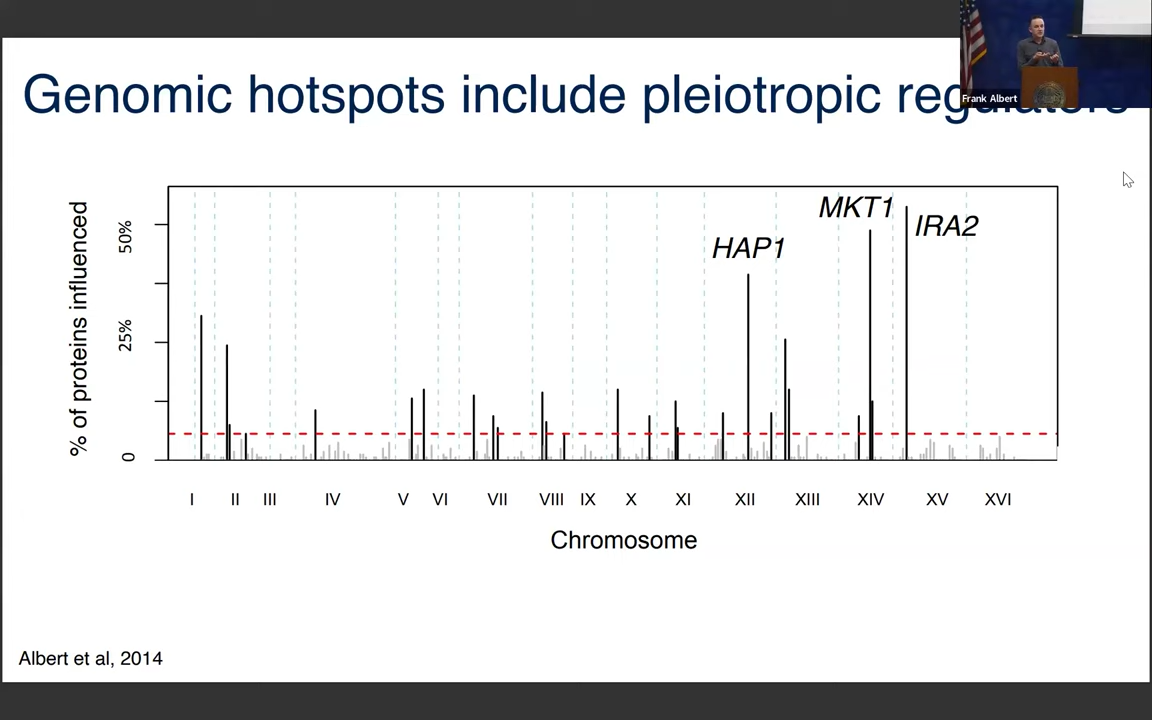 Genomic hotspots include pleiotropic
Frank Albert
% of proteins influenced
50%
25%
0
HAP1
MKT1
IRA2
I II III IV V VI VII VIII IX X XI XII XIII XIV XV XVI
Chromosome
Albert et al, 2014